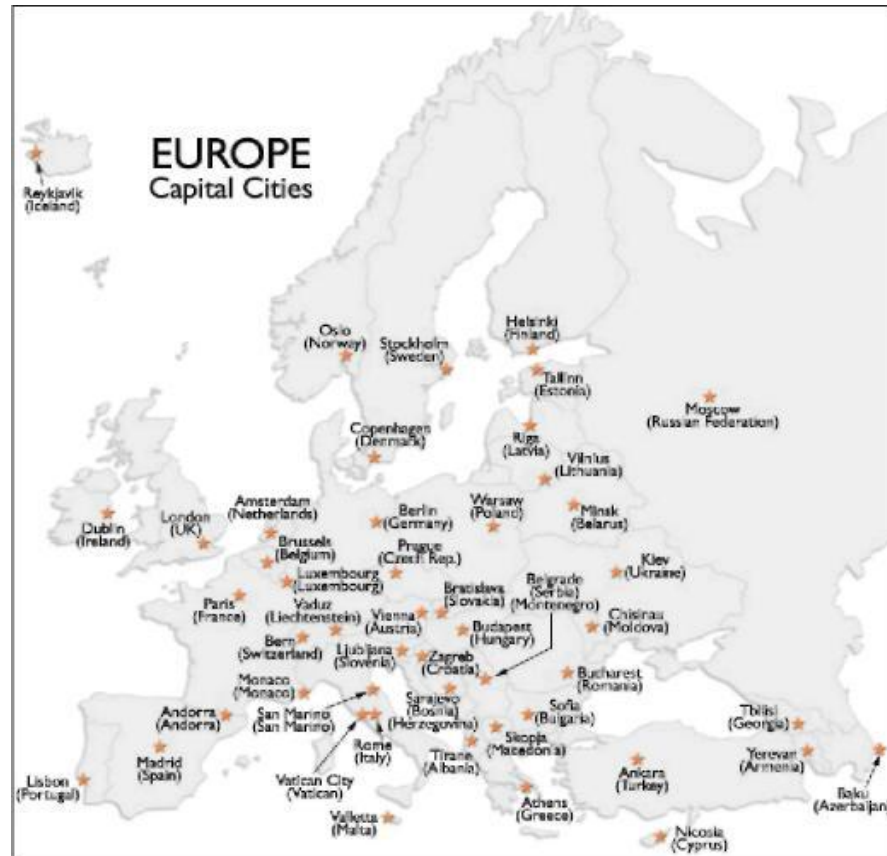 EUROPE
Capital Cities
Reykjavik
(Iceland)
Oslo
(Norway)
Stockholm
(Sweden)
Helsinki
(Finland)
Tallinn
(Estonia)
Moscow
(Russian Federation)
Copenhagen
(Denmark)
Riga
(Latvia)
Vilnius
(Lithuania)
Dublin
(Ireland)
London
(UK)
Amsterdam
(Netherlands)
Berlin
(Germany)
Warsaw
(Poland)
Minsk
(Belarus)
Brussels
(Belgium)
Prague
(Czech Rep.)
Kiev
(Ukraine)
Luxembourg
(Luxembourg)
Paris
(France)
Vaduz
(Liechtenstein)
Vienna
(Austria)
Bratislava
(Slovakia)
Belgrade
(Serbia)
(Montenegro)
Chisinau
(Moldova)
Budapest
(Hungary)
Bern
(Switzerland)
Ljubljana
(Slovenia)
Zagreb
(Croatia)
Bucharest
(Romania)
Monaco
(Monaco)
San Marino
(San Marino)
Sarajevo
(Bosnia)
(Herzegovina)
Sofia
(Bulgaria)
Tbilisi
(Georgia)
Andorra
(Andorra)
Rome
(Italy)
Skopja
(Macedonia)
Madrid
(Spain)
Tirane
(Albania)
Yerevan
(Armenia)
Lisbon
(Portugal)
Vatican City
(Vatican)
Ankara
(Turkey)
Baku
(Azerbaijan)
Athens
(Greece)
Valletta
(Malta)
Nicosia
(Cyprus)